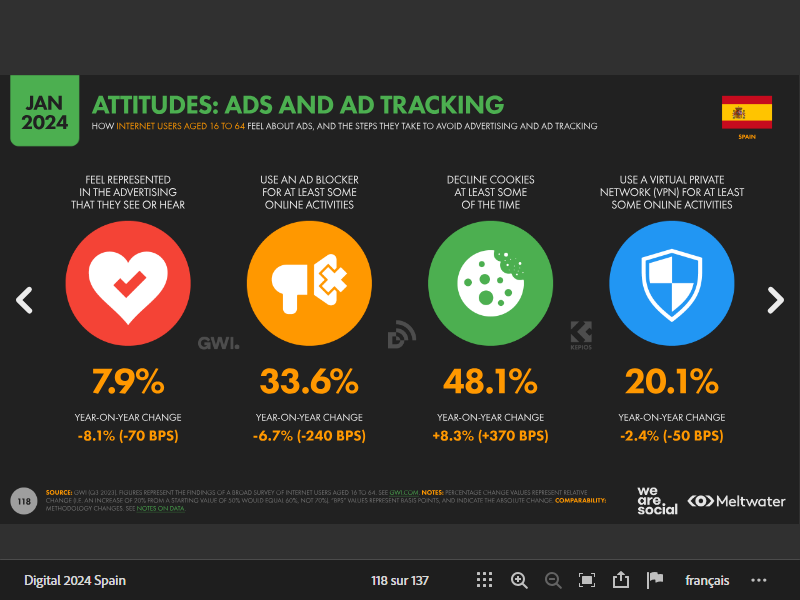 JAN
2024
ATTITUDES: ADS AND AD TRACKING
HOW INTERNET USERS AGED 16 TO 64 FEEL ABOUT ADS, AND THE STEPS THEY TAKE TO AVOID ADVERTISING AND AD TRACKING
SPAIN
FEEL REPRESENTED
IN THE ADVERTISING
THAT THEY SEE OR HEAR
USE AN AD BLOCKER
FOR AT LEAST SOME
ONLINE ACTIVITIES
DECLINE COOKIES
AT LEAST SOME
OF THE TIME
USE A VIRTUAL PRIVATE
NETWORK (VPN) FOR AT LEAST
SOME ONLINE ACTIVITIES
GWI.
KEPIOS
7.9%
33.6%
48.1%
20.1%
YEAR-ON-YEAR CHANGE
-8.1% (-70 BPS)
YEAR-ON-YEAR CHANGE
-6.7% (-240 BPS)
YEAR-ON-YEAR CHANGE
+8.3% (+370 BPS)
YEAR-ON-YEAR CHANGE
-2.4% (-50 BPS)
118
SOURCE: GWI (Q3 2023). FIGURES REPRESENT THE FINDINGS OF A BROAD SURVEY OF INTERNET USERS AGED 16 TO 64. SEE GWI.COM. NOTES: PERCENTAGE CHANGE VALUES REPRESENT RELATIVE
CHANGE (I.E. AN INCREASE OF 20% FROM A STARTING VALUE OF 50% WOULD EQUAL 60%, NOT 70%). "BPS" VALUES REPRESENT BASIS POINTS, AND INDICATE THE ABSOLUTE CHANGE. COMPARABILITY:
METHODOLOGY CHANGES. SEE NOTES ON DATA.
we
are.
social
Meltwater
Digital 2024 Spain
118 sur 137
français